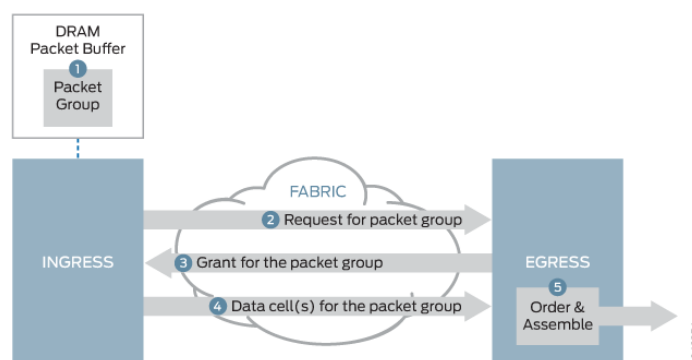 DRAM
Packet Buffer
1
Packet
Group
FABRIC
2 Request for packet group
INGRESS
3 Grant for the packet group
EGRESS
4 Data cell(s) for the packet group
5
Order &
Assemble